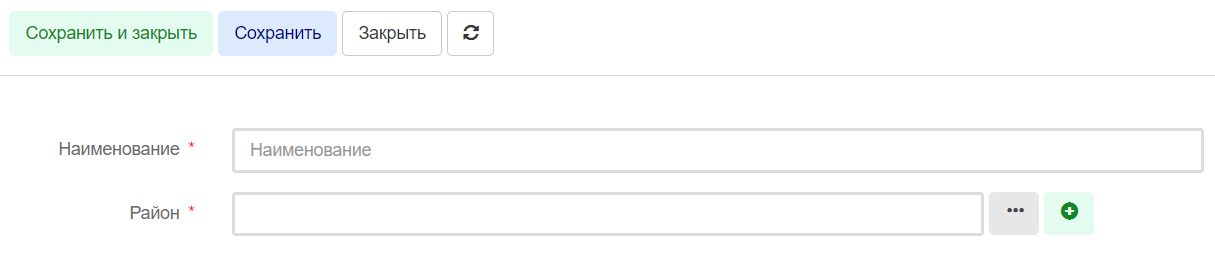 Сохранить и закрыть Сохранить Закрыть
Наименование * Наименование
Район *